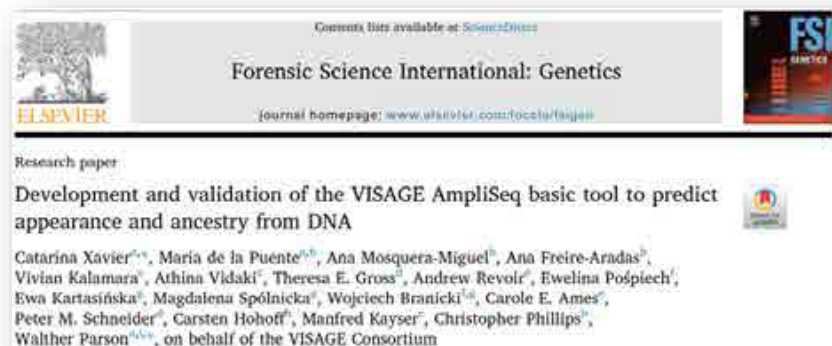 Contents lists available at ScienceDirect
Forensic Science International: Genetics
ELSEVIER
journal homepage: www.elsevier.com/locate/fsigen
FSI
GENETICS
Research paper
Development and validation of the VISAGE AmpliSeq basic tool to predict
appearance and ancestry from DNA
Catarina Xavier, Maria de la Puente, Ana Mosquera-Miguel, Ana Freire-Aradas,
Vivian Kalamara, Athina Vidaki, Theresa E. Gross, Andrew Revoir, Ewelina Pośpiech,
Ewa Kartasińska, Magdalena Spólnicka, Wojciech Branicki, Carole E. Ames,
Peter M. Schneider, Carsten Hohoff, Manfred Kayser, Christopher Phillips,
Walther Parson, on behalf of the VISAGE Consortium